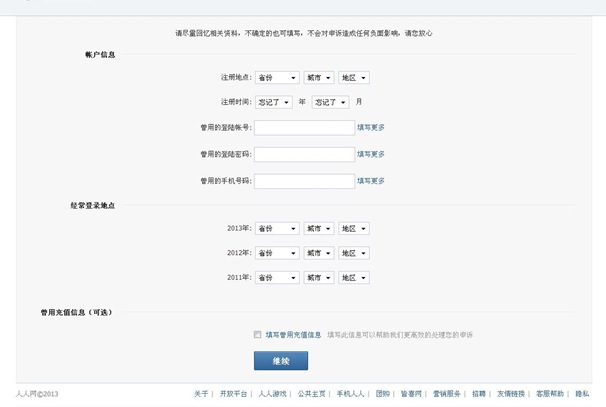 请尽量回忆相关资料，不确定的也可填写，不会对申诉造成任何负面影响，请您放心
帐户信息
注册地点: 省份 城市 地区
注册时间: 忘记了 年 忘记了 月
曾用的登陆帐号: 填写更多
曾用的登陆密码: 填写更多
曾用的手机号码: 填写更多
经常登录地点
2013年: 省份 城市 地区
2012年: 省份 城市 地区
2011年: 省份 城市 地区
曾用充值信息（可选）
填写曾用充值信息 填写此信息可以帮助我们更高效的处理您的申诉
继续
人人网©2013 关于 | 开放平台 | 人人游戏 | 公共主页 | 手机人人 | 团购 | 皆喜网 | 营销服务 | 招聘 | 友情链接 | 客服帮助 | 隐私